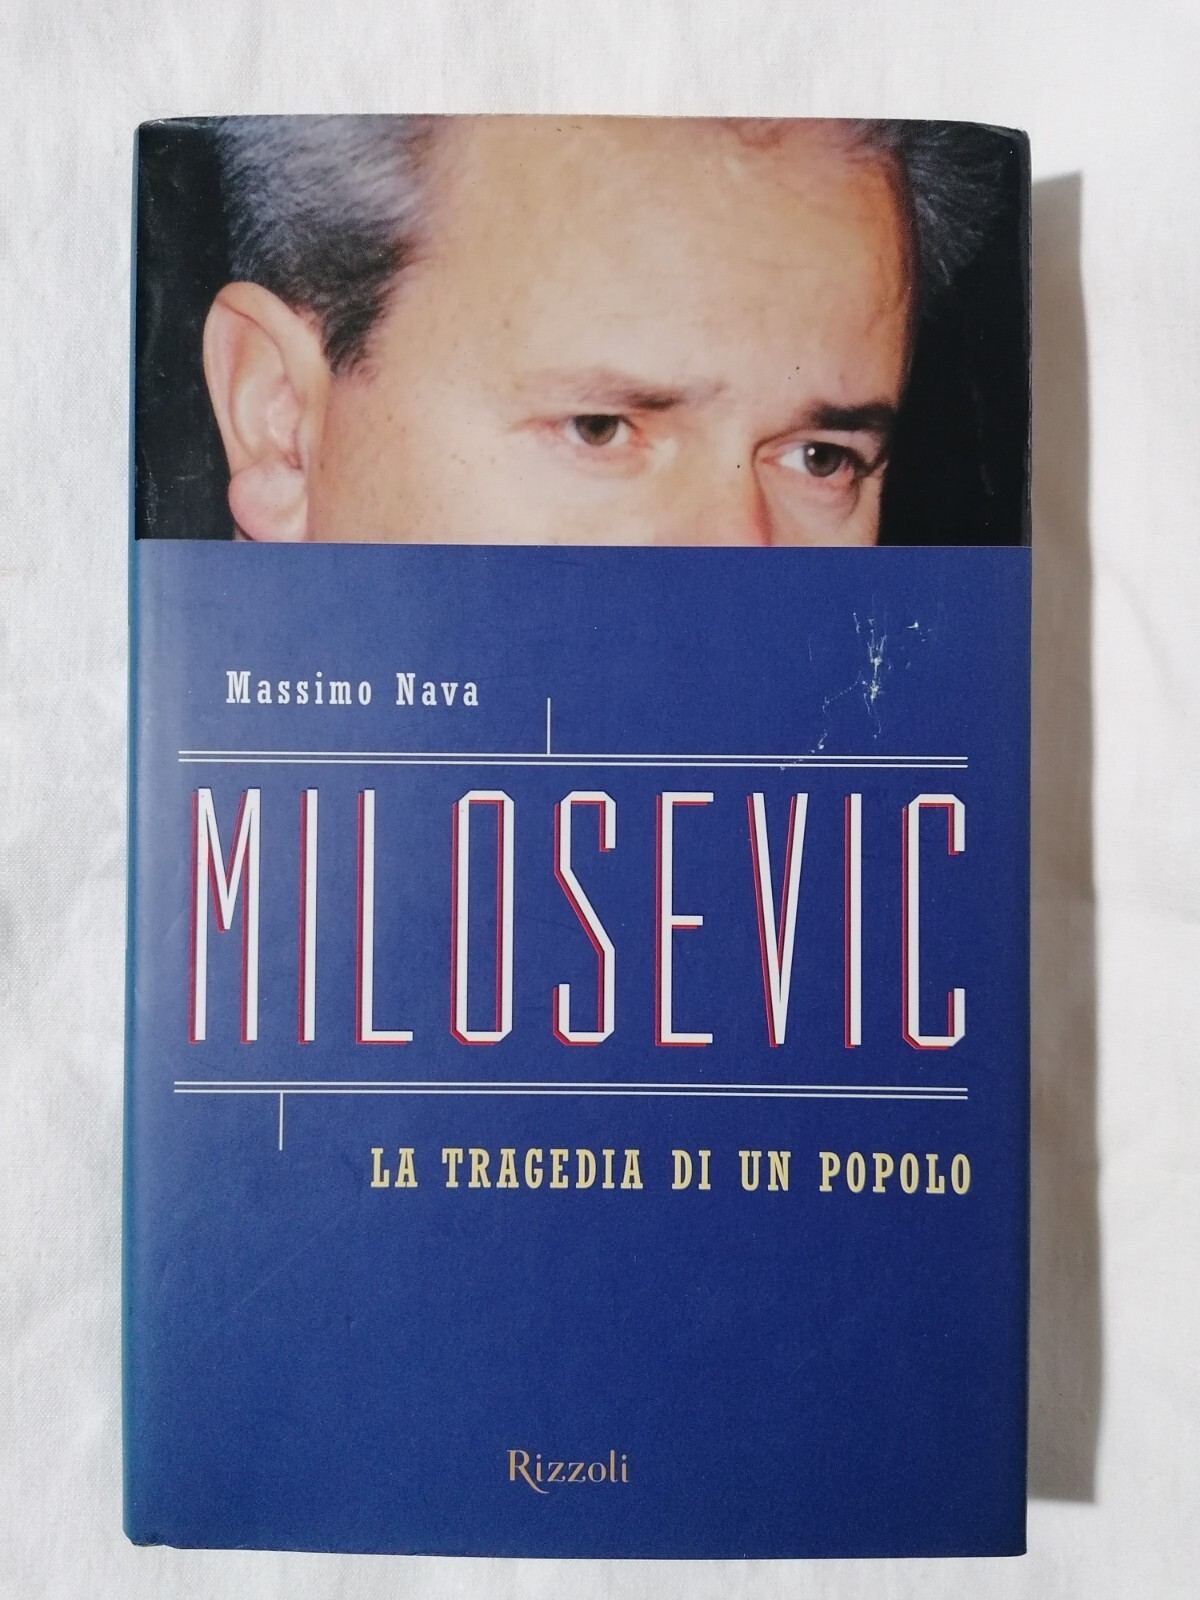 Massimo Nava
MILOSEVIC
LA TRAGEDIA DI UN POPOLO
Rizzoli